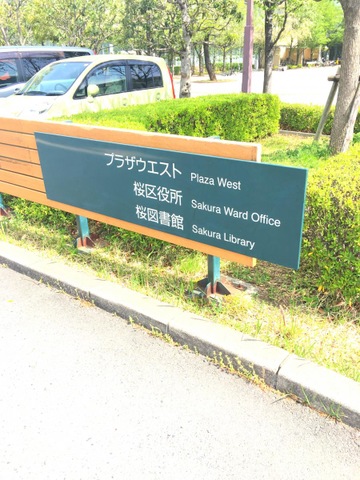 プラザウエスト Plaza West
桜区役所 Sakura Ward Office
桜図書館 Sakura Library